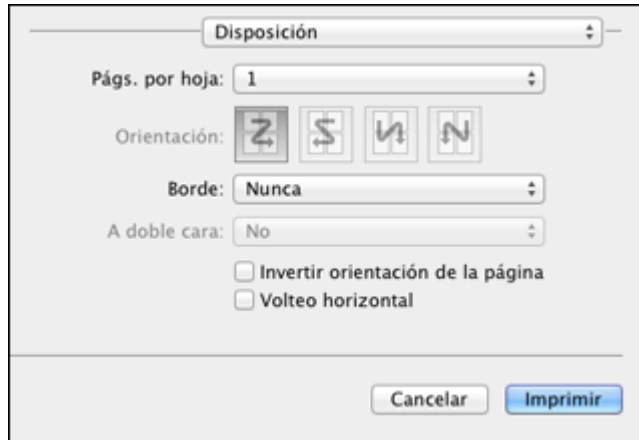 Disposición
Págs. por hoja: 1
Orientación:
Borde: Nunca
A doble cara: No
Invertir orientación de la página
Volteo horizontal
Cancelar Imprimir